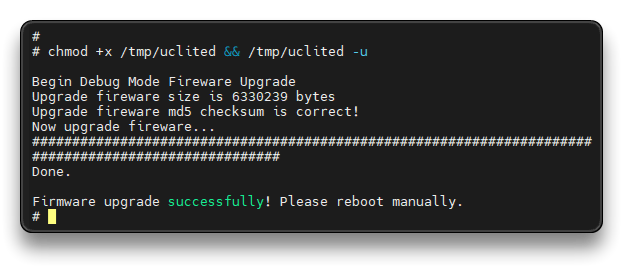 #
# chmod +x /tmp/uclited && /tmp/uclited -u
Begin Debug Mode Fireware Upgrade
Upgrade fireware size is 6330239 bytes
Upgrade fireware md5 checksum is correct!
Now upgrade fireware...
######################################################################
###############################
Done.
Firmware upgrade successfully! Please reboot manually.
#